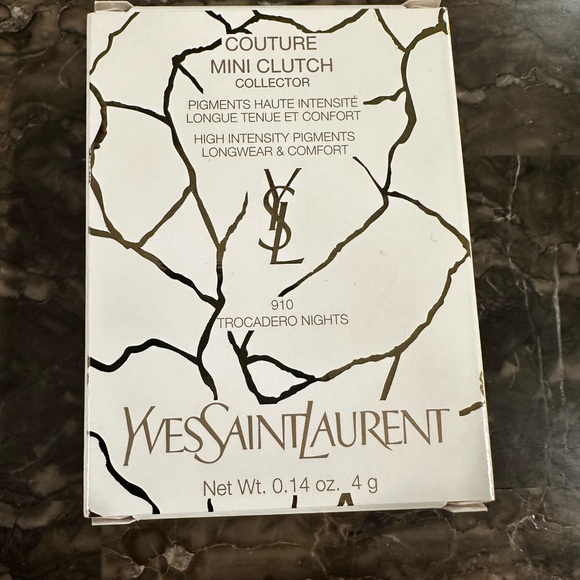 COUTURE
MINI CLUTCH
COLLECTOR
PIGMENTS HAUTE INTENSITÉ
LONGUE TENUE ET CONFORT
HIGH INTENSITY PIGMENTS
LONGWEAR & COMFORT
YSL
910
TROCADERO NIGHTS
YVESSAINTLAURENT
Net Wt. 0.14 oz. 4 g